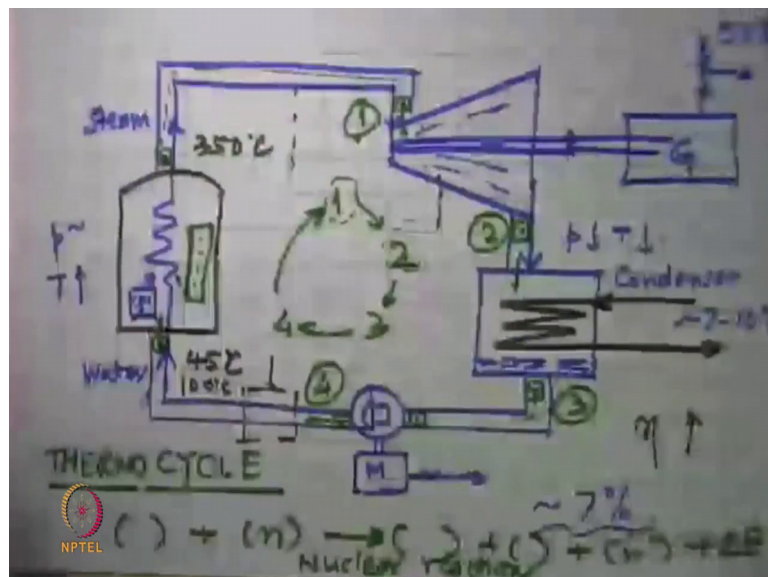 Steam
350°C
①
G
1
②
p↓ T↓
p~
T↑
2
Condenser
4
3
T
45°C
Water
④
③
η ↑
M
THERMO CYCLE
~ 7%
( ) + (n) → ( ) + ( ) + (n) + ΔE
Nuclear reaction
NPTEL